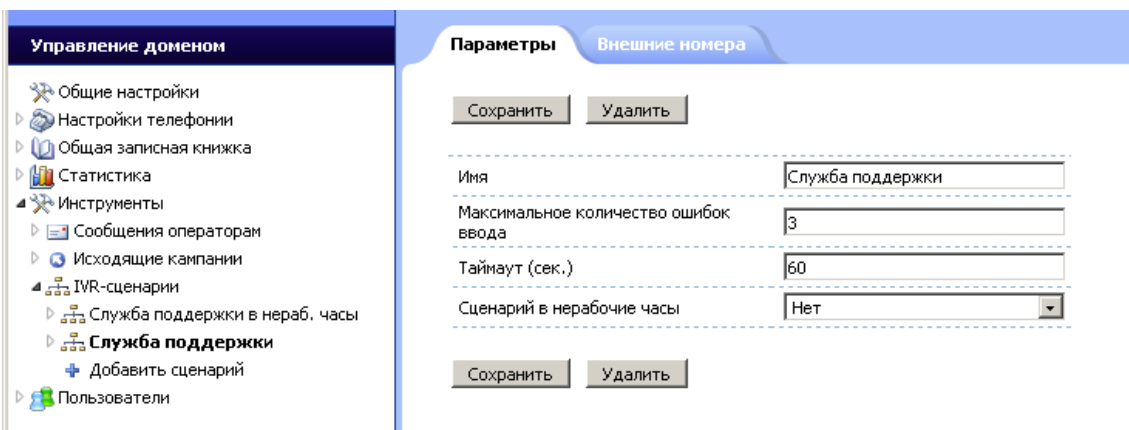 Управление доменом
Общие настройки
Настройки телефонии
Общая записная книжка
Статистика
Инструменты
Сообщения операторам
Исходящие кампании
IVR-сценарии
Служба поддержки в нераб. часы
Служба поддержки
Добавить сценарий
Пользователи
Параметры
Внешние номера
Сохранить
Удалить
Имя
Служба поддержки
Максимальное количество ошибок
ввода
3
Таймаут (сек.)
60
Сценарий в нерабочие часы
Нет
Сохранить
Удалить